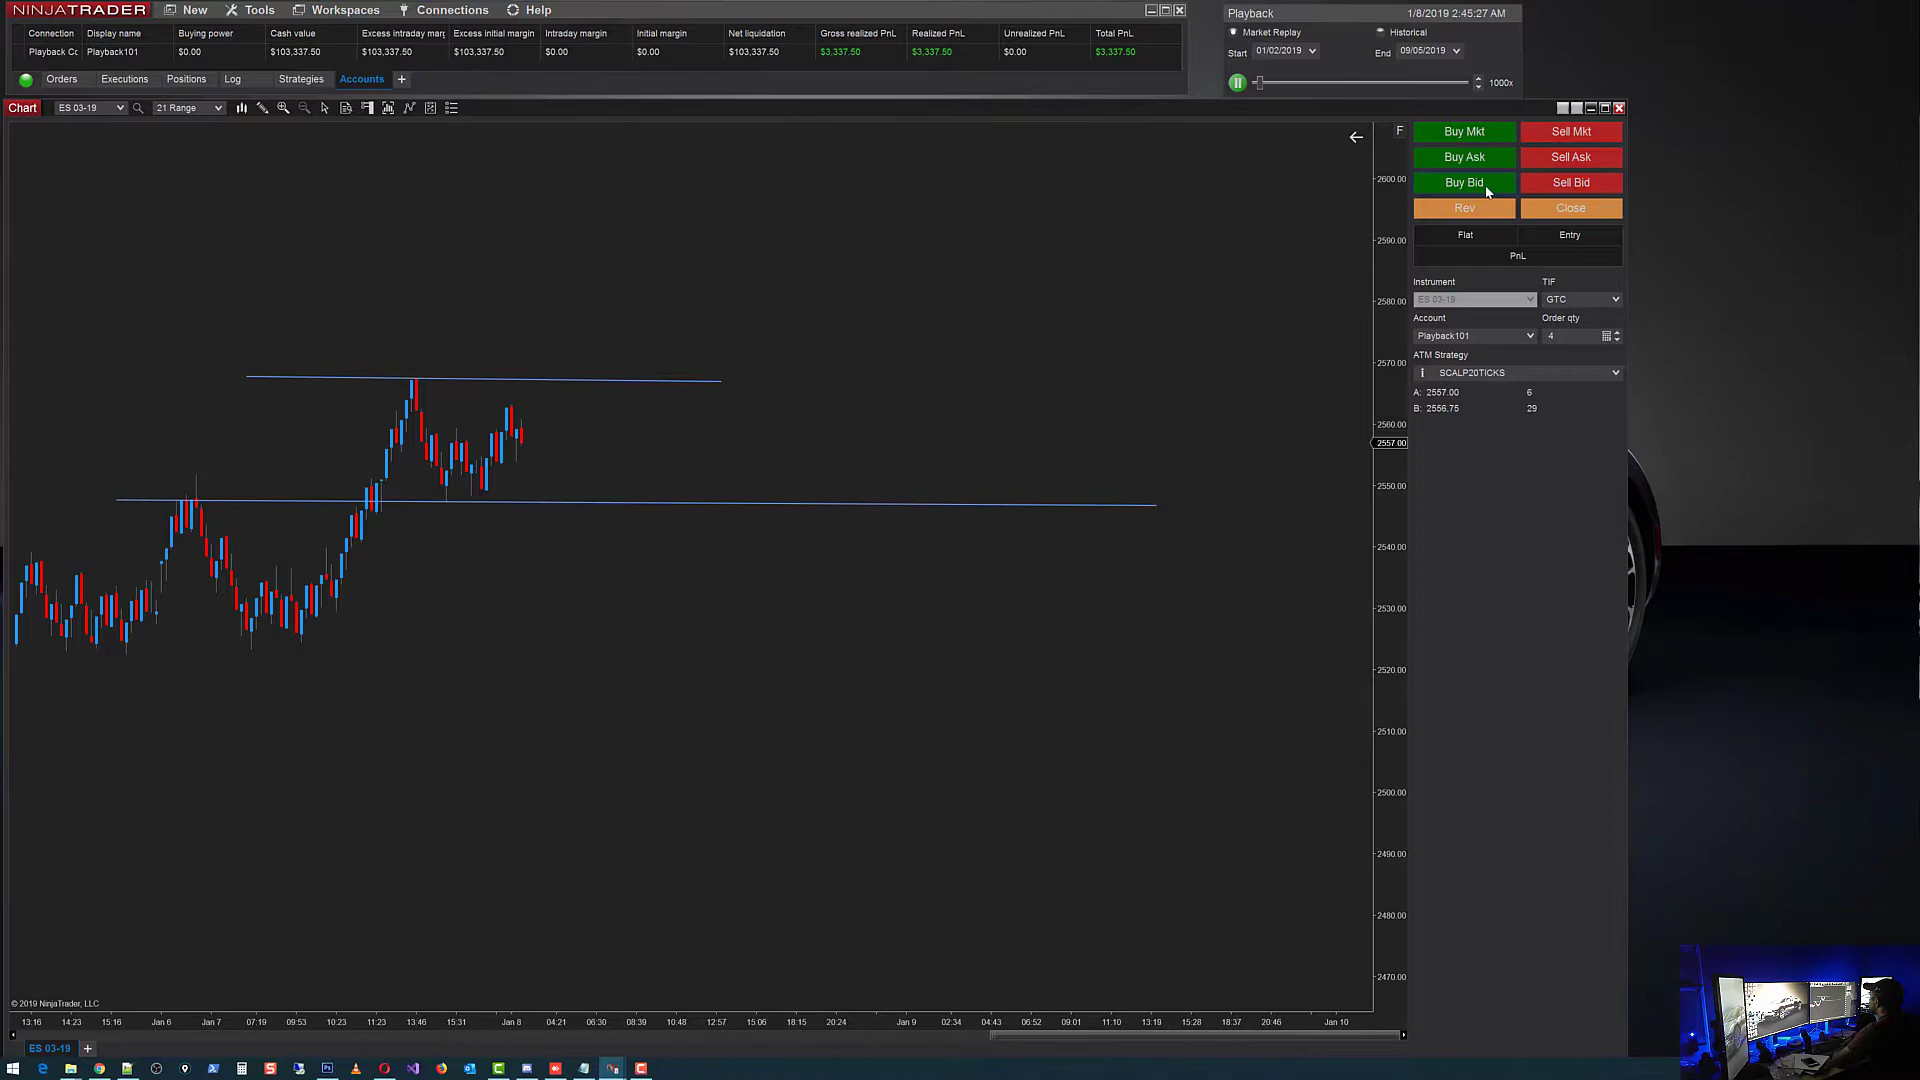 NINJATRADER New Tools Workspaces Connections Help
Connection Display name Buying power Cash value Excess intraday marg Excess initial margin Intraday margin Initial margin Net liquidation Gross realized PnL Realized PnL Unrealized PnL Total PnL
Playback Cc Playback101 $0.00 $103,337.50 $103,337.50 $103,337.50 $0.00 $0.00 $103,337.50 $3,337.50 $3,337.50 $0.00 $3,337.50
Orders Executions Positions Log Strategies Accounts +
Playback 1/8/2019 2:45:27 AM
Market Replay Historical
Start 01/02/2019 End 09/05/2019
1000x
Chart ES 03-19 21 Range
F
2600.00
2590.00
2580.00
2570.00
2560.00
2557.00
2550.00
2540.00
2530.00
2520.00
2510.00
2500.00
2490.00
2480.00
2470.00
Buy Mkt Sell Mkt
Buy Ask Sell Ask
Buy Bid Sell Bid
Rev Close
Flat Entry
PnL
Instrument TIF
ES 03-19 GTC
Account Order qty
Playback101 4
ATM Strategy
SCALP20TICKS
A: 2557.00 6
B: 2556.75 29
© 2019 NinjaTrader, LLC
13:16 14:23 15:16 Jan 6 Jan 7 07:19 09:53 10:23 11:23 13:46 15:31 Jan 8 04:21 06:30 08:39 10:48 12:57 15:06 18:15 20:24 Jan 9 02:34 04:43 06:52 09:01 11:10 13:19 15:28 18:37 20:46 Jan 10
ES 03-19 +